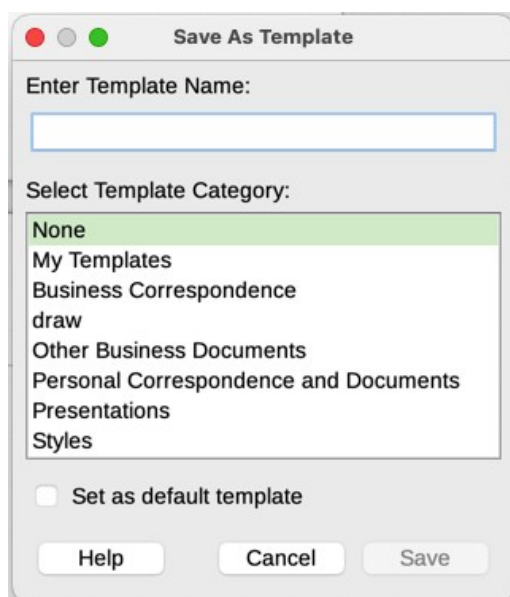 Save As Template
Enter Template Name:
Select Template Category:
None
My Templates
Business Correspondence
draw
Other Business Documents
Personal Correspondence and Documents
Presentations
Styles
Set as default template
Help Cancel Save